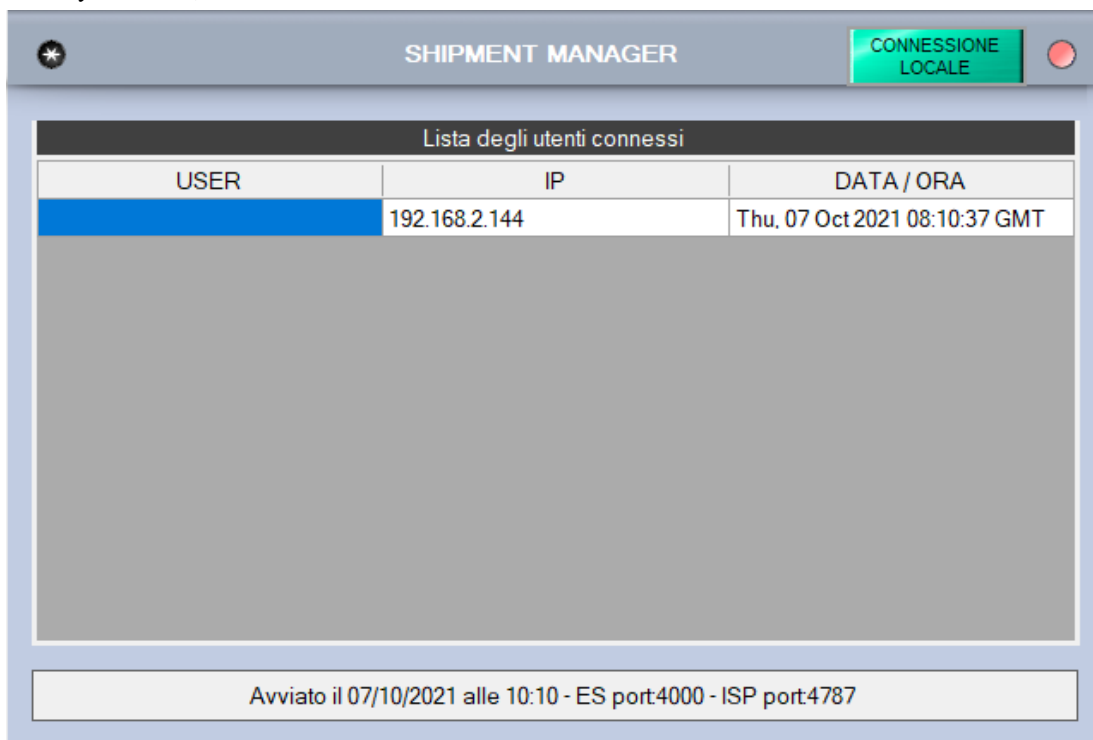 SHIPMENT MANAGER
CONNESSIONE
LOCALE
Lista degli utenti connessi
USER IP DATA / ORA
192.168.2.144 Thu, 07 Oct 2021 08:10:37 GMT
Avviato il 07/10/2021 alle 10:10 - ES port:4000 - ISP port:4787